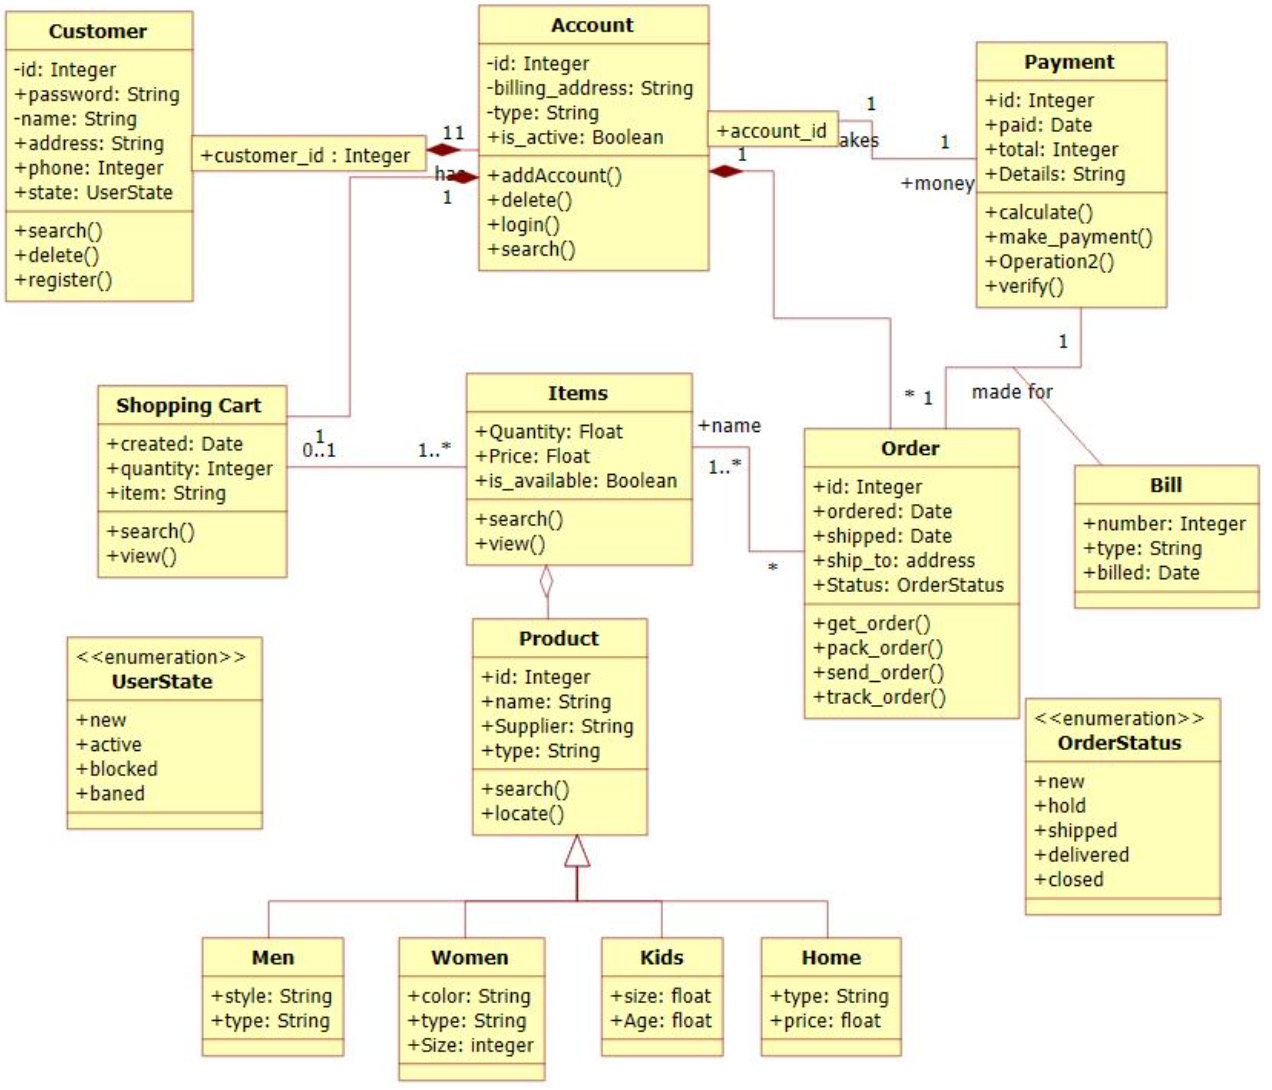 Customer
-id: Integer
+password: String
-name: String
+address: String
+phone: Integer
+state: UserState
+search()
+delete()
+register()
+customer_id : Integer
11
has
1
Account
-id: Integer
-billing_address: String
-type: String
+is_active: Boolean
+addAccount()
+delete()
+login()
+search()
+account_id
1
akes
1
1
+money
Payment
+id: Integer
+paid: Date
+total: Integer
+Details: String
+calculate()
+make_payment()
+Operation2()
+verify()
1
made for
* 1
Shopping Cart
+created: Date
+quantity: Integer
+item: String
+search()
+view()
1
0..1
1..*
Items
+Quantity: Float
+Price: Float
+is_available: Boolean
+search()
+view()
+name
1..*
*
Order
+id: Integer
+ordered: Date
+shipped: Date
+ship_to: address
+Status: OrderStatus
+get_order()
+pack_order()
+send_order()
+track_order()
Bill
+number: Integer
+type: String
+billed: Date
<<enumeration>>
UserState
+new
+active
+blocked
+baned
Product
+id: Integer
+name: String
+Supplier: String
+type: String
+search()
+locate()
<<enumeration>>
OrderStatus
+new
+hold
+shipped
+delivered
+closed
Men
+style: String
+type: String
Women
+color: String
+type: String
+Size: integer
Kids
+size: float
+Age: float
Home
+type: String
+price: float